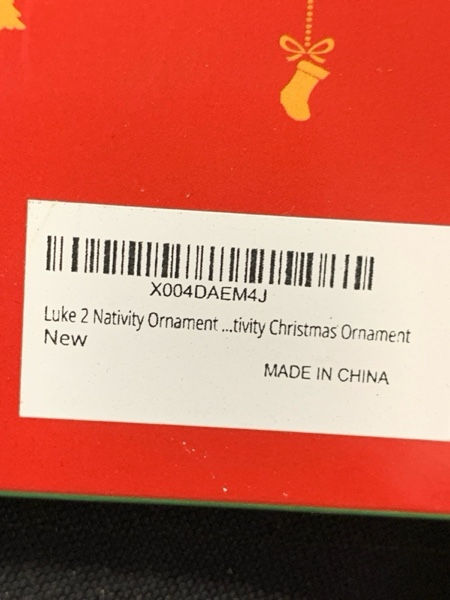 X004DAEM4J
Luke 2 Nativity Ornament ...tivity Christmas Ornament
New
MADE IN CHINA